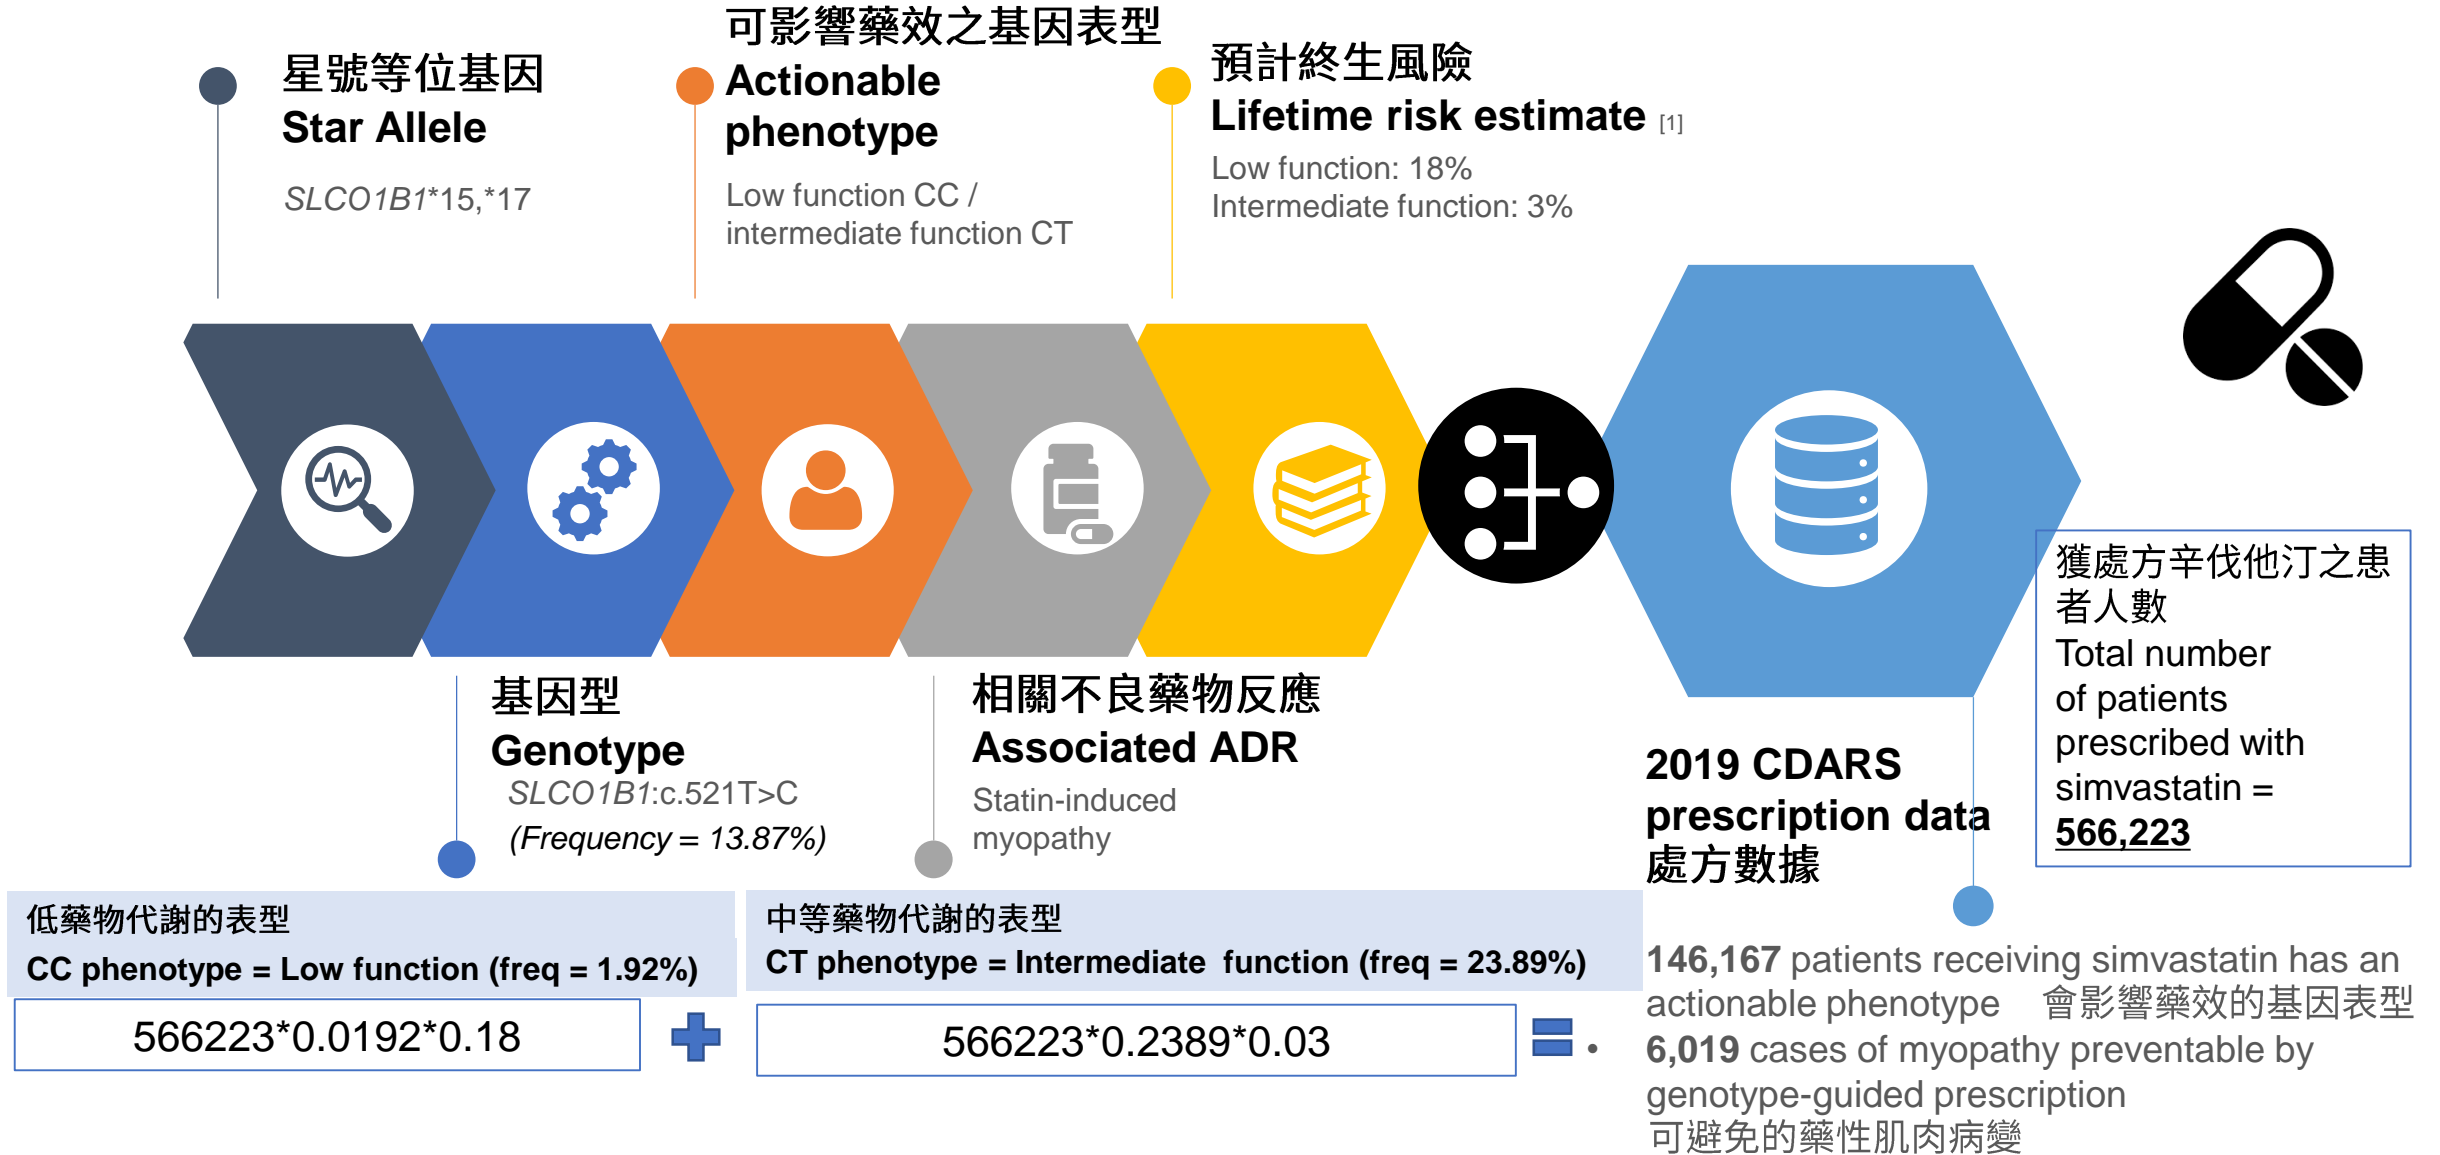 星號等位基因
Star Allele
SLCO1B1*15,*17
可影響藥效之基因表型
Actionable
phenotype
Low function CC /
intermediate function CT
預計終生風險
Lifetime risk estimate [1]
Low function: 18%
Intermediate function: 3%
基因型
Genotype
SLCO1B1:c.521T>C
(Frequency = 13.87%)
相關不良藥物反應
Associated ADR
Statin-induced
myopathy
2019 CDARS
prescription data
處方數據
獲處方辛伐他汀之患
者人數
Total number
of patients
prescribed with
simvastatin =
566,223
低藥物代謝的表型
CC phenotype = Low function (freq = 1.92%)
566223*0.0192*0.18
中等藥物代謝的表型
CT phenotype = Intermediate function (freq = 23.89%)
566223*0.2389*0.03
146,167 patients receiving simvastatin has an
actionable phenotype 會影響藥效的基因表型
• 6,019 cases of myopathy preventable by
genotype-guided prescription
可避免的藥性肌肉病變